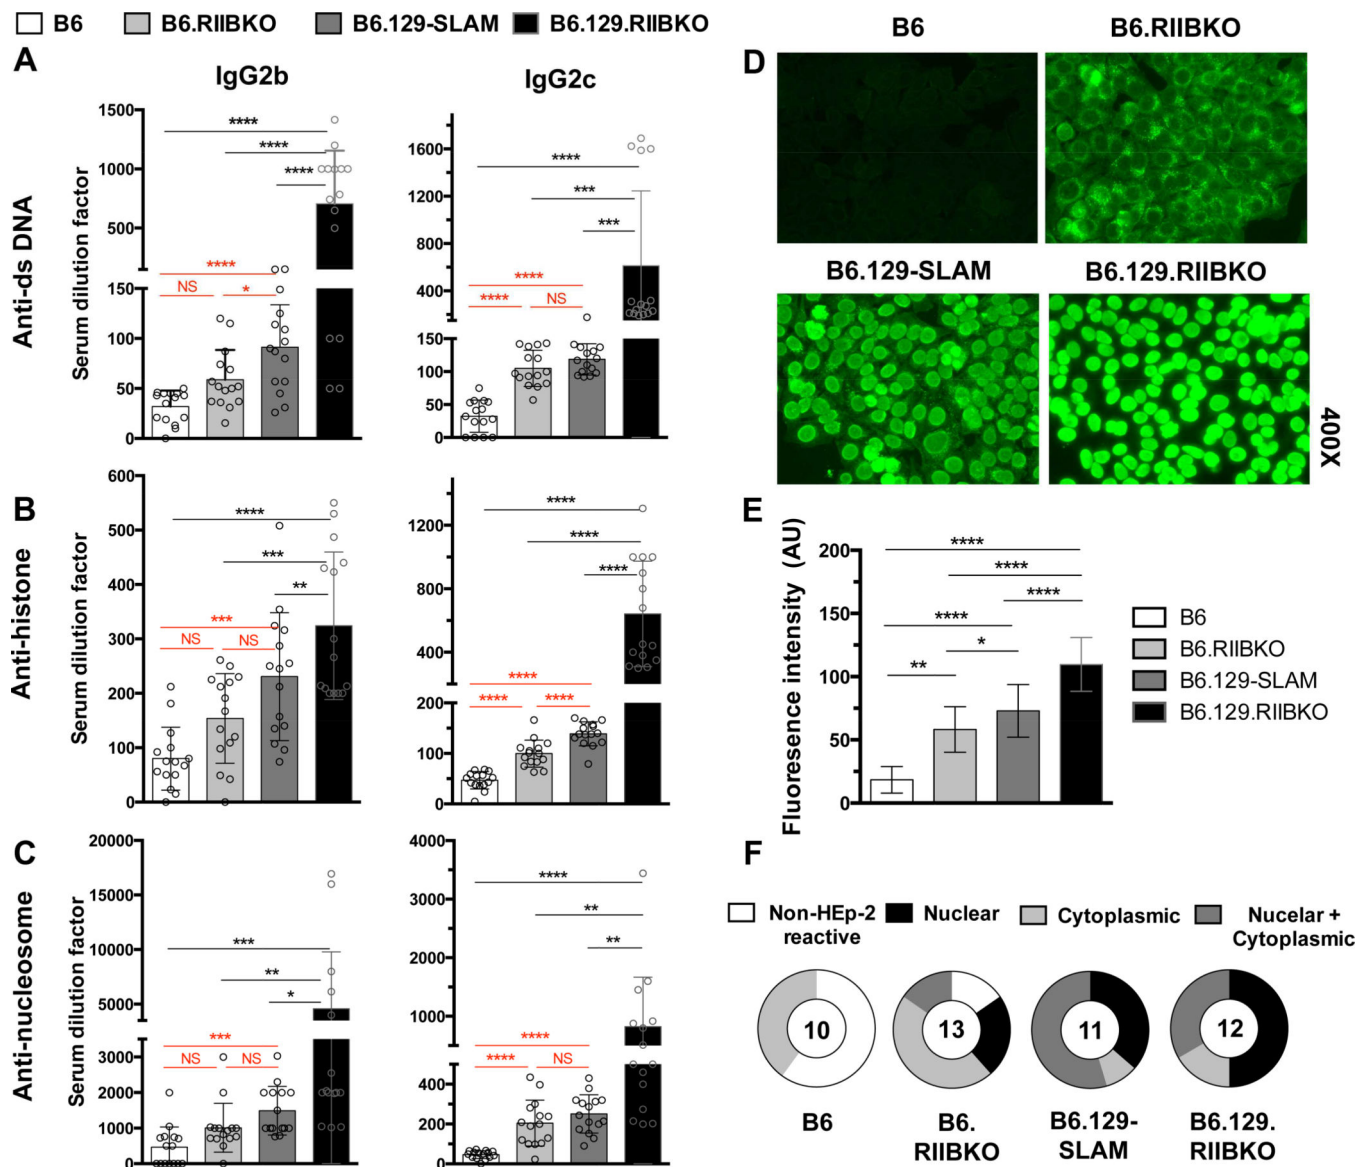 B6 B6.RIIBKO B6.129-SLAM B6.129.RIIBKO
A
IgG2b
IgG2c
Anti-ds DNA
Serum dilution factor
1500
1000
500
150
100
50
0
****
****
****
****
NS
*
1600
1200
800
400
150
100
50
0
****
***
***
****
****
NS
B
Anti-histone
Serum dilution factor
600
500
400
300
200
100
0
****
***
**
***
NS
NS
1200
800
400
200
100
0
****
****
****
****
****
****
C
Anti-nucleosome
Serum dilution factor
20000
15000
10000
5000
3000
2000
1000
0
***
**
*
***
NS
NS
4000
3000
2000
1000
400
200
0
****
**
**
****
****
NS
D
B6
B6.RIIBKO
B6.129-SLAM
B6.129.RIIBKO
400X
E
Fluoresence intensity (AU)
200
150
100
50
0
****
****
****
****
*
**
B6
B6.RIIBKO
B6.129-SLAM
B6.129.RIIBKO
F
Non-HEp-2
reactive
Nuclear
Cytoplasmic
Nucelar +
Cytoplasmic
10
13
11
12
B6
B6.
RIIBKO
B6.129-
SLAM
B6.129.
RIIBKO